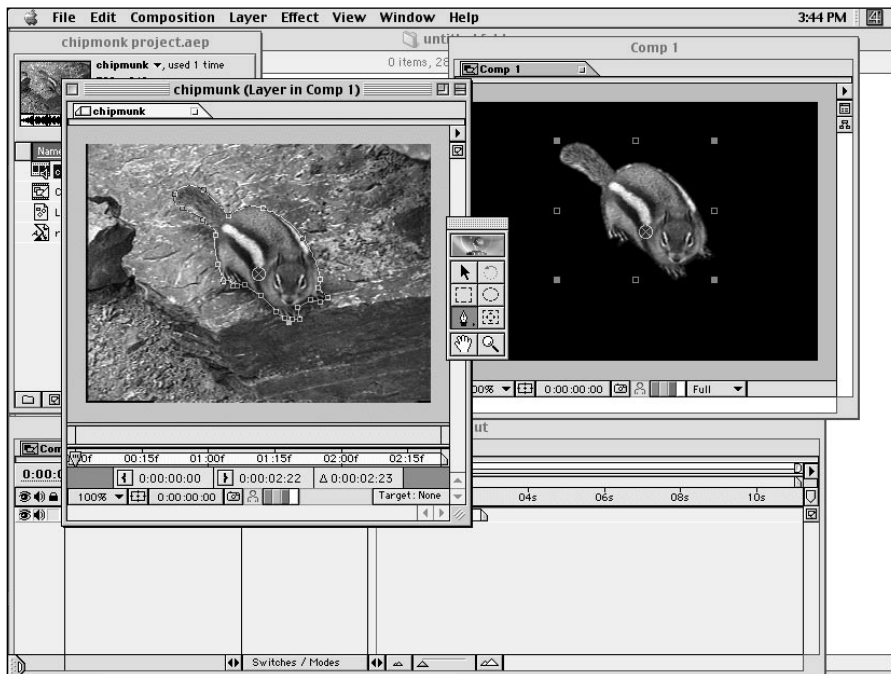 File Edit Composition Layer Effect View Window Help 3:44 PM
chipmonk project.aep
Comp 1
chipmonk , used 1 time
0 items, 28
Comp 1
chipmunk (Layer in Comp 1)
chipmunk
Name
100% 0:00:00:00 Full
00:15f 01:00f 01:15f 02:00f 02:15f
0:00:00:00 0:00:02:22 Δ 0:00:02:23
100% 0:00:00:00 Target: None
04s 06s 08s 10s
Switches / Modes